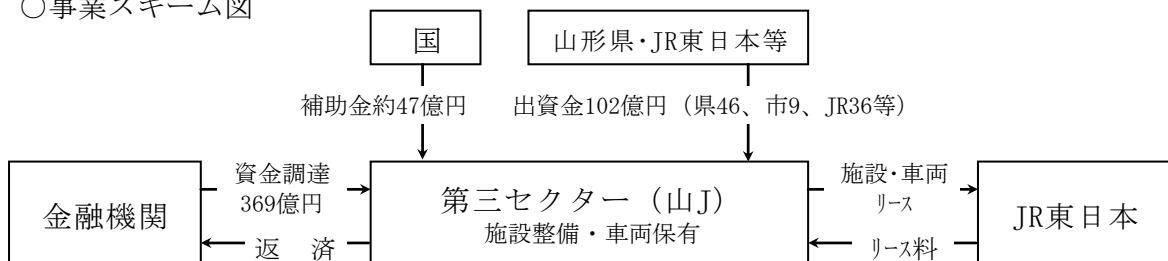 ○事業スキーム図
国
山形県・JR東日本等
補助金約47億円
出資金102億円（県46、市9、JR36等）
金融機関
資金調達
369億円
返　済
第三セクター（山J）
施設整備・車両保有
施設・車両
リース
リース料
JR東日本